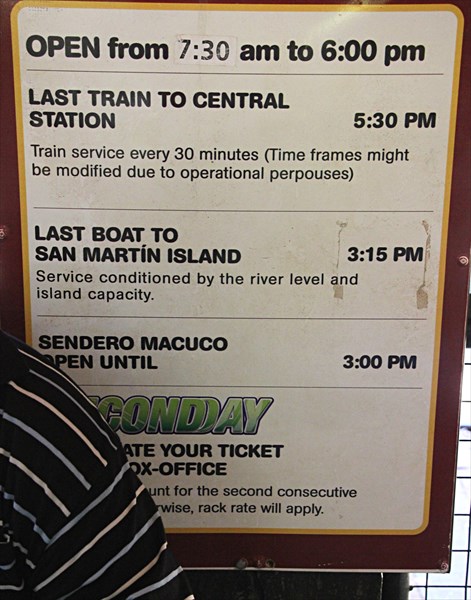 OPEN from 7:30 am to 6:00 pm
LAST TRAIN TO CENTRAL
STATION 5:30 PM
Train service every 30 minutes (Time frames might
be modified due to operational perpouses)
LAST BOAT TO
SAN MARTÍN ISLAND 3:15 PM
Service conditioned by the river level and
island capacity.
SENDERO MACUCO
OPEN UNTIL 3:00 PM
CONDDAY
ATE YOUR TICKET
OX-OFFICE
unt for the second consecutive
rwise, rack rate will apply.